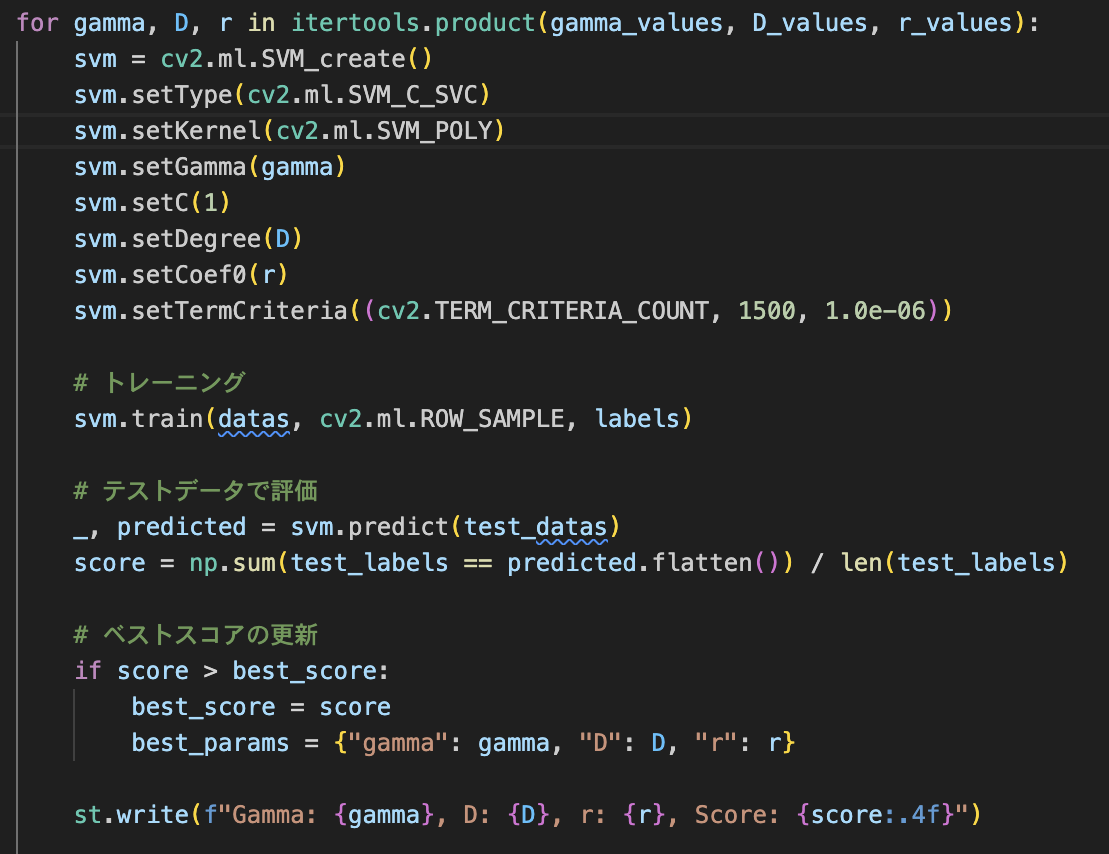 for gamma, D, r in itertools.product(gamma_values, D_values, r_values):
svm = cv2.ml.SVM_create()
svm.setType(cv2.ml.SVM_C_SVC)
svm.setKernel(cv2.ml.SVM_POLY)
svm.setGamma(gamma)
svm.setC(1)
svm.setDegree(D)
svm.setCoef0(r)
svm.setTermCriteria((cv2.TERM_CRITERIA_COUNT, 1500, 1.0e-06))
# トレーニング
svm.train(datas, cv2.ml.ROW_SAMPLE, labels)
# テストデータで評価
_, predicted = svm.predict(test_datas)
score = np.sum(test_labels == predicted.flatten()) / len(test_labels)
# ベストスコアの更新
if score > best_score:
best_score = score
best_params = {"gamma": gamma, "D": D, "r": r}
st.write(f"Gamma: {gamma}, D: {D}, r: {r}, Score: {score:.4f}")